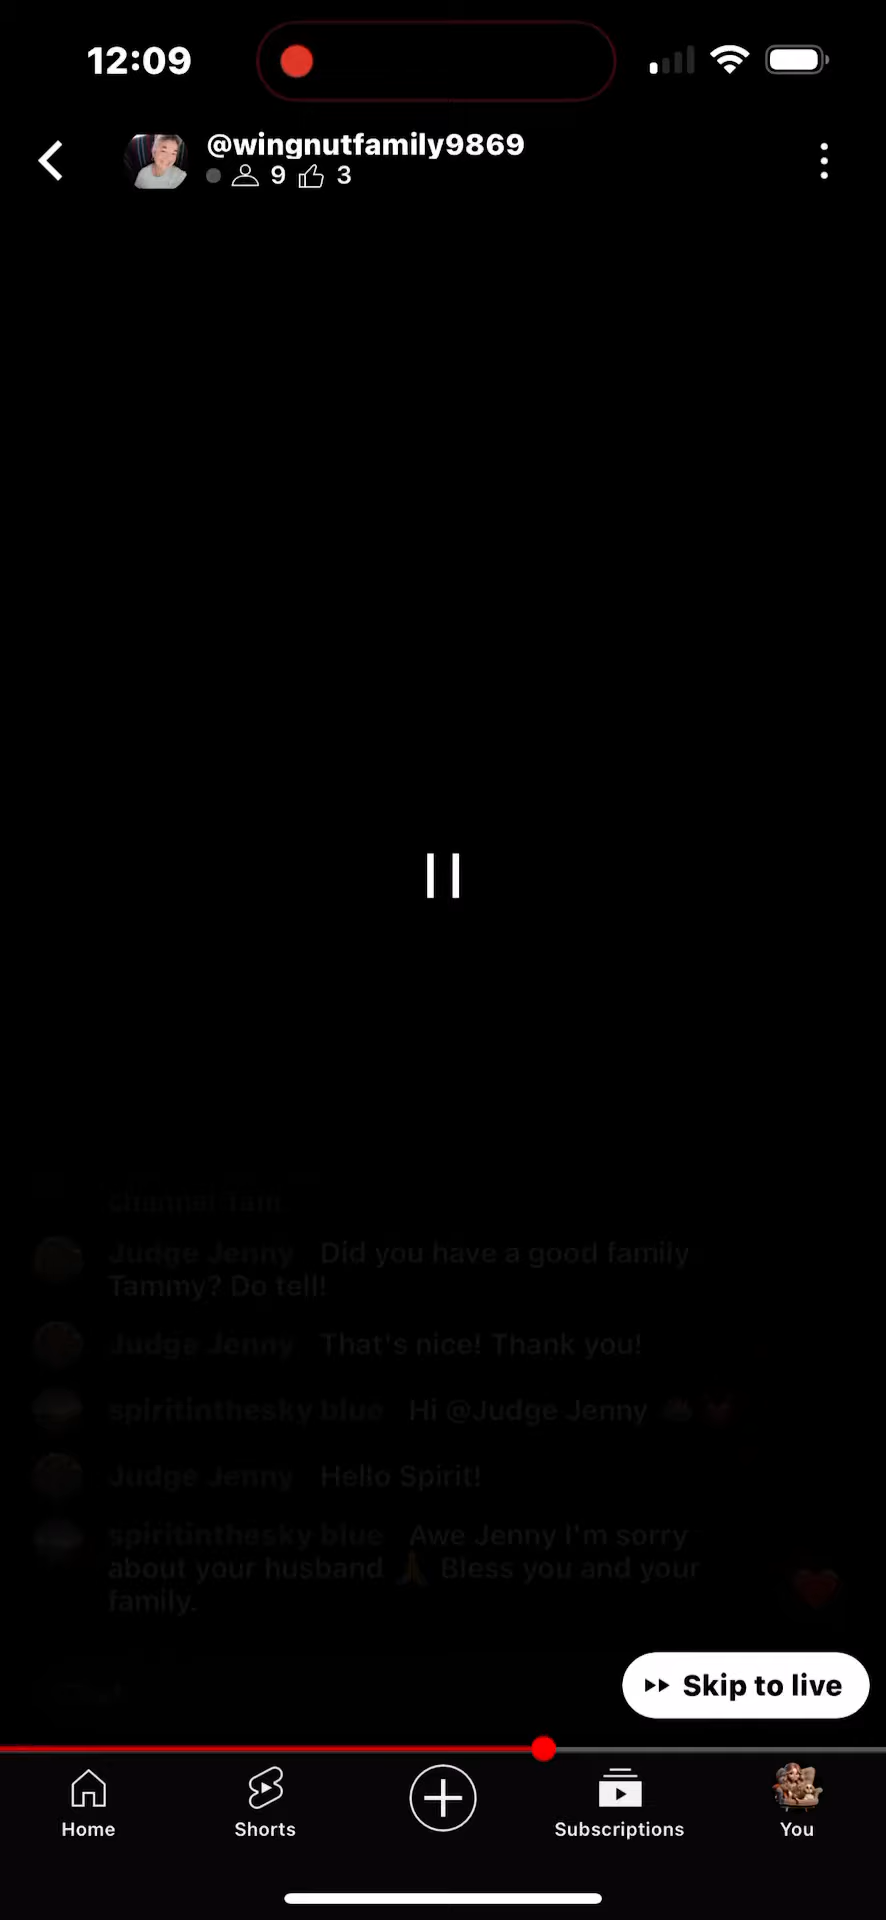 12:09
@wingnutfamily9869
9 3
channel Tam.
Judge Jenny Did you have a good family
Tammy? Do tell!
Judge Jenny That's nice! Thank you!
spiritinthesky blue Hi @Judge Jenny
Judge Jenny Hello Spirit!
spiritinthesky blue Awe Jenny I'm sorry
about your husband 🙏 Bless you and your
family.
Skip to live
Home Shorts Subscriptions You